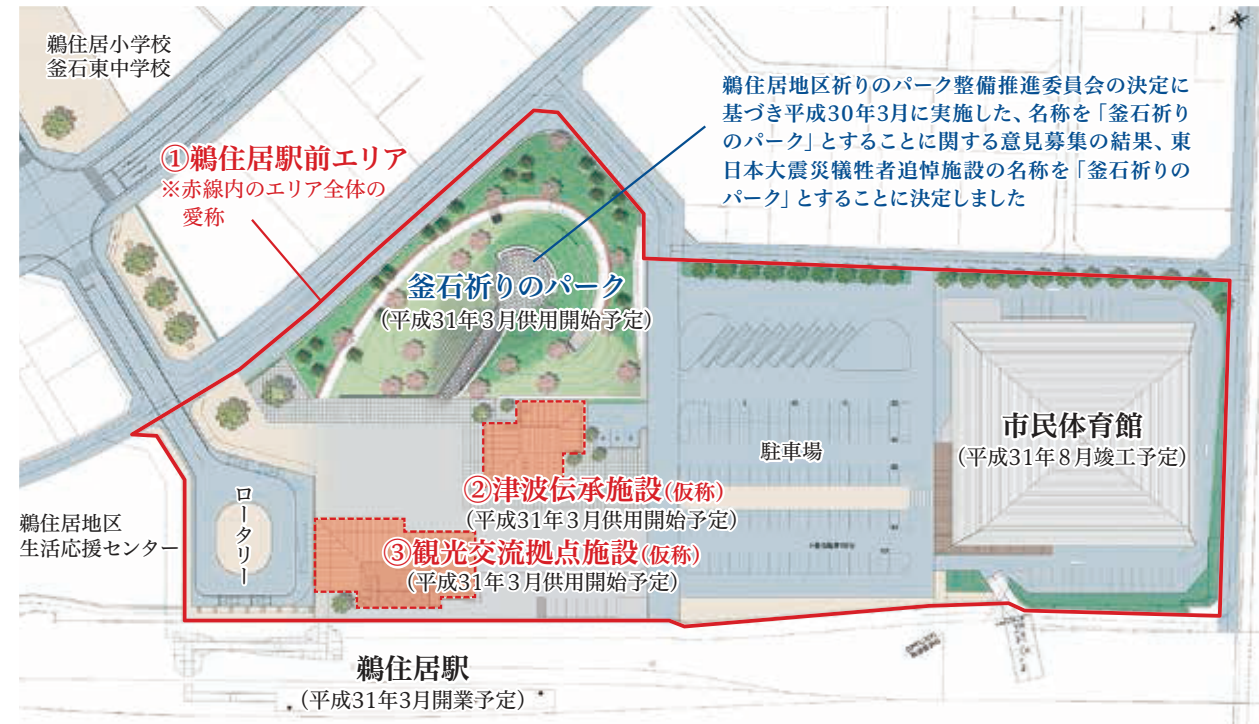 鵜住居小学校
釜石東中学校
鵜住居地区祈りのパーク整備推進委員会の決定に
基づき平成30年3月に実施した、名称を「釜石祈り
のパーク」とすることに関する意見募集の結果、東
日本大震災犠牲者追悼施設の名称を「釜石祈りの
パーク」とすることに決定しました
①鵜住居駅前エリア
※赤線内のエリア全体の
愛称
釜石祈りのパーク
(平成31年3月供用開始予定)
市民体育館
(平成31年8月竣工予定)
駐車場
②津波伝承施設(仮称)
(平成31年3月供用開始予定)
ロータリー
鵜住居地区
生活応援センター
③観光交流拠点施設(仮称)
(平成31年3月供用開始予定)
鵜住居駅
(平成31年3月開業予定)